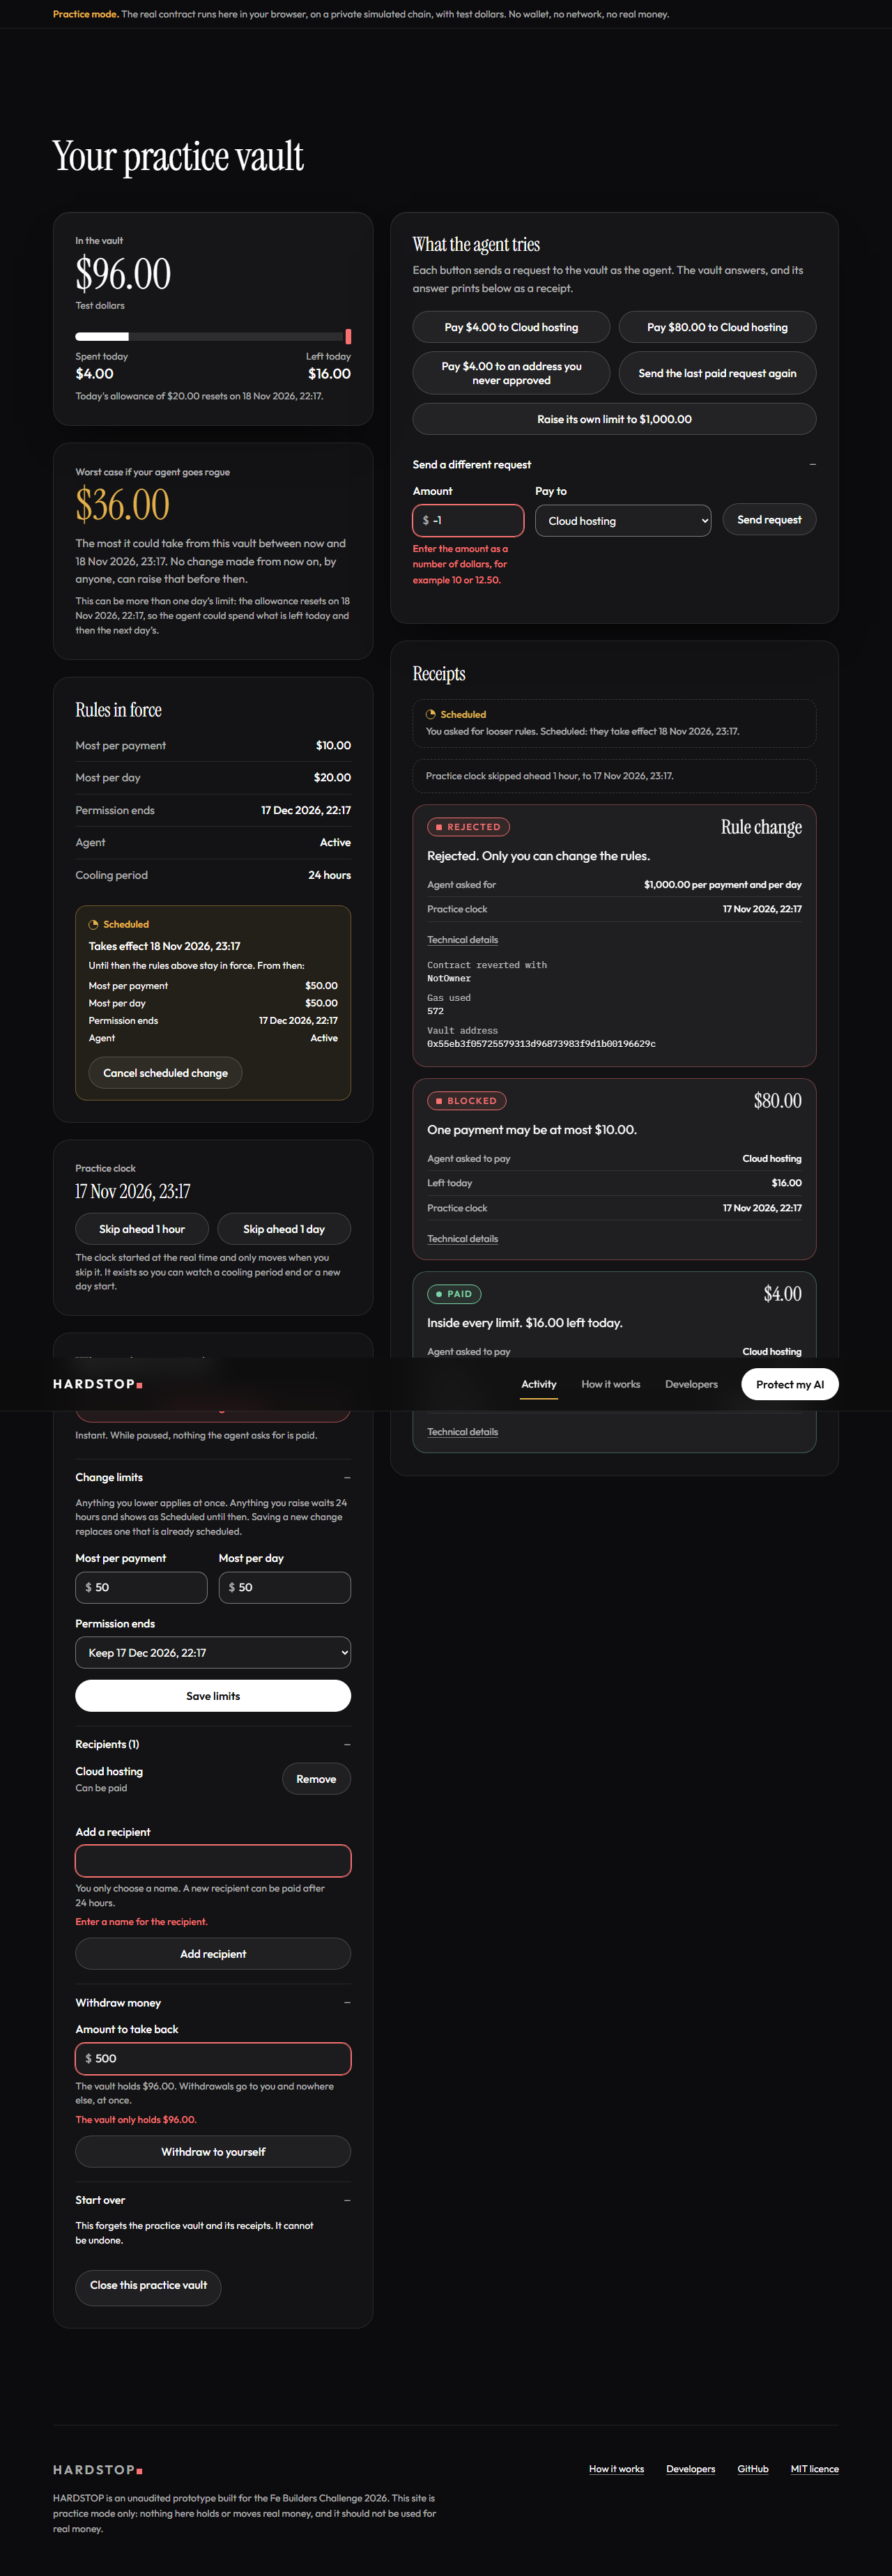 Practice mode. The real contract runs here in your browser, on a private simulated chain, with test dollars. No wallet, no network, no real money.
Your practice vault
In the vault
$96.00
Test dollars
Spent today
Left today
$4.00
$16.00
Today's allowance of $20.00 resets on 18 Nov 2026, 22:17.
Worst case if your agent goes rogue
$36.00
The most it could take from this vault between now and
18 Nov 2026, 23:17. No change made from now on, by
anyone, can raise that before then.
This can be more than one day's limit: the allowance resets on 18
Nov 2026, 22:17, so the agent could spend what is left today and
then the next day's.
Rules in force
Most per payment $10.00
Most per day $20.00
Permission ends 17 Dec 2026, 22:17
Agent Active
Cooling period 24 hours
Scheduled
Takes effect 18 Nov 2026, 23:17
Until then the rules above stay in force. From then:
Most per payment $50.00
Most per day $50.00
Permission ends 17 Dec 2026, 22:17
Agent Active
Cancel scheduled change
Practice clock
17 Nov 2026, 23:17
Skip ahead 1 hour
Skip ahead 1 day
The clock started at the real time and only moves when you
skip it. It exists so you can watch a cooling period end or a new
day start.
What the agent tries
Each button sends a request to the vault as the agent. The vault answers, and its
answer prints below as a receipt.
Pay $4.00 to Cloud hosting
Pay $80.00 to Cloud hosting
Pay $4.00 to an address you
never approved
Send the last paid request again
Raise its own limit to $1,000.00
Send a different request –
Amount
Pay to
$ -1
Cloud hosting
Send request
Enter the amount as a
number of dollars, for
example 10 or 12.50.
Receipts
Scheduled
You asked for looser rules. Scheduled: they take effect 18 Nov 2026, 23:17.
Practice clock skipped ahead 1 hour, to 17 Nov 2026, 23:17.
REJECTED
Rule change
Rejected. Only you can change the rules.
Agent asked for $1,000.00 per payment and per day
Practice clock 17 Nov 2026, 22:17
Technical details
Contract reverted with
NotOwner
Gas used
572
Vault address
0x55eb3f05725579313d96873983f9d1b00196629c
BLOCKED
$80.00
One payment may be at most $10.00.
Agent asked to pay Cloud hosting
Left today $16.00
Practice clock 17 Nov 2026, 22:17
Technical details
PAID
$4.00
Inside every limit. $16.00 left today.
Agent asked to pay Cloud hosting
HARDSTOP
Activity
How it works
Developers
Protect my AI
Technical details
Instant. While paused, nothing the agent asks for is paid.
Change limits –
Anything you lower applies at once. Anything you raise waits 24
hours and shows as Scheduled until then. Saving a new change
replaces one that is already scheduled.
Most per payment
Most per day
$ 50
$ 50
Permission ends
Keep 17 Dec 2026, 22:17
Save limits
Recipients (1) –
Cloud hosting
Can be paid
Remove
Add a recipient
You only choose a name. A new recipient can be paid after
24 hours.
Enter a name for the recipient.
Add recipient
Withdraw money –
Amount to take back
$ 500
The vault holds $96.00. Withdrawals go to you and nowhere
else, at once.
The vault only holds $96.00.
Withdraw to yourself
Start over –
This forgets the practice vault and its receipts. It cannot
be undone.
Close this practice vault
HARDSTOP
How it works
Developers
GitHub
MIT licence
HARDSTOP is an unaudited prototype built for the Fe Builders Challenge 2026. This site is
practice mode only: nothing here holds or moves real money, and it should not be used for
real money.